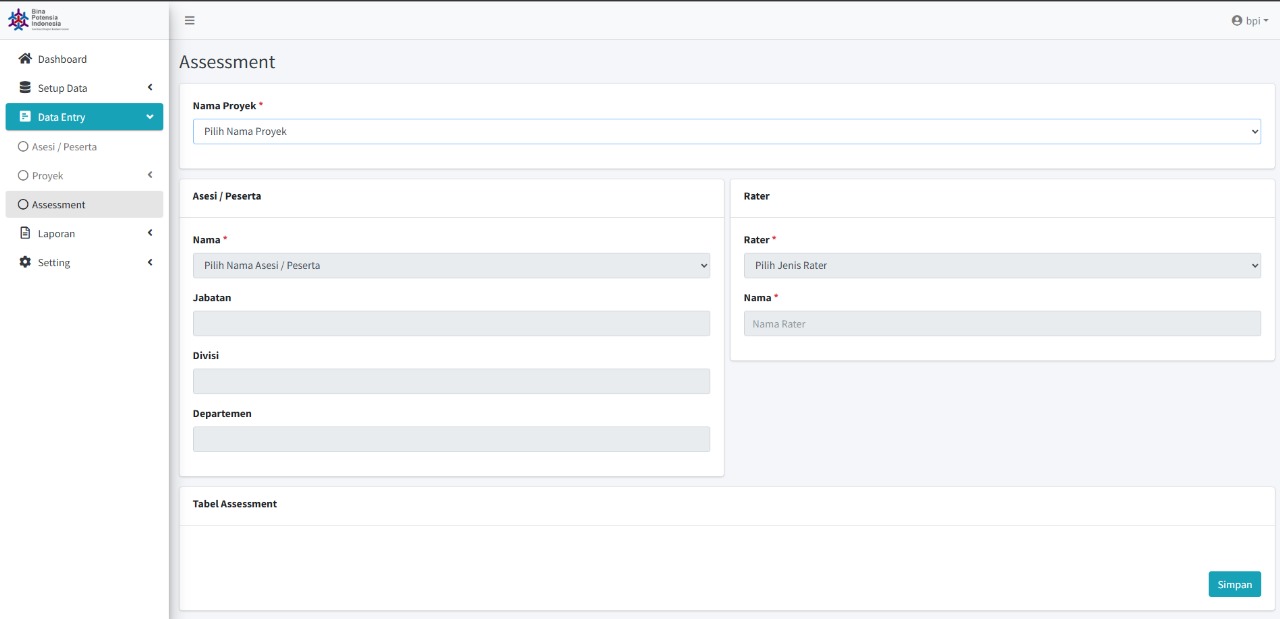 Bina
Potensia
Indonesia
bpi
Dashboard
Setup Data
Data Entry
Asesi / Peserta
Proyek
Assessment
Laporan
Setting
Assessment
Nama Proyek *
Pilih Nama Proyek
Asesi / Peserta
Nama *
Pilih Nama Asesi / Peserta
Jabatan
Divisi
Departemen
Rater
Rater *
Pilih Jenis Rater
Nama *
Nama Rater
Tabel Assessment
Simpan